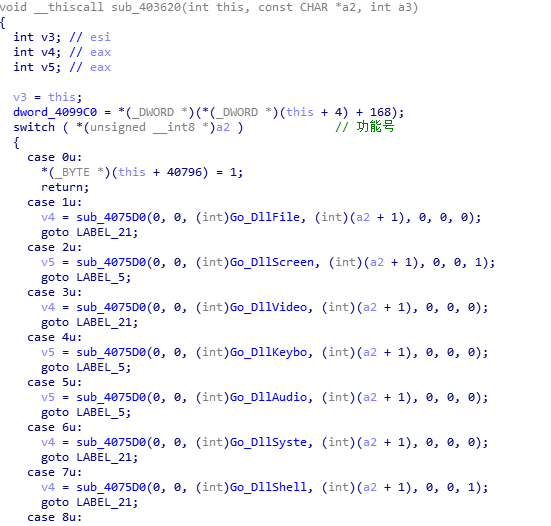 void __thiscall sub_403620(int this, const CHAR *a2, int a3)
{
  int v3; // esi
  int v4; // eax
  int v5; // eax

  v3 = this;
  dword_4099C0 = *(_DWORD *)(*(_DWORD *)(this + 4) + 168);
  switch ( *(unsigned __int8 *)a2 )             // 功能号
  {
    case 0u:
      *(_BYTE *)(this + 40796) = 1;
      return;
    case 1u:
      v4 = sub_4075D0(0, 0, (int)Go_DllFile, (int)(a2 + 1), 0, 0, 0);
      goto LABEL_21;
    case 2u:
      v5 = sub_4075D0(0, 0, (int)Go_DllScreen, (int)(a2 + 1), 0, 0, 1);
      goto LABEL_5;
    case 3u:
      v4 = sub_4075D0(0, 0, (int)Go_DllVideo, (int)(a2 + 1), 0, 0, 0);
      goto LABEL_21;
    case 4u:
      v5 = sub_4075D0(0, 0, (int)Go_DllKeybo, (int)(a2 + 1), 0, 0, 0);
      goto LABEL_5;
    case 5u:
      v5 = sub_4075D0(0, 0, (int)Go_DllAudio, (int)(a2 + 1), 0, 0, 0);
      goto LABEL_5;
    case 6u:
      v4 = sub_4075D0(0, 0, (int)Go_DllSyste, (int)(a2 + 1), 0, 0, 0);
      goto LABEL_21;
    case 7u:
      v4 = sub_4075D0(0, 0, (int)Go_DllShell, (int)(a2 + 1), 0, 0, 1);
      goto LABEL_21;
    case 8u: